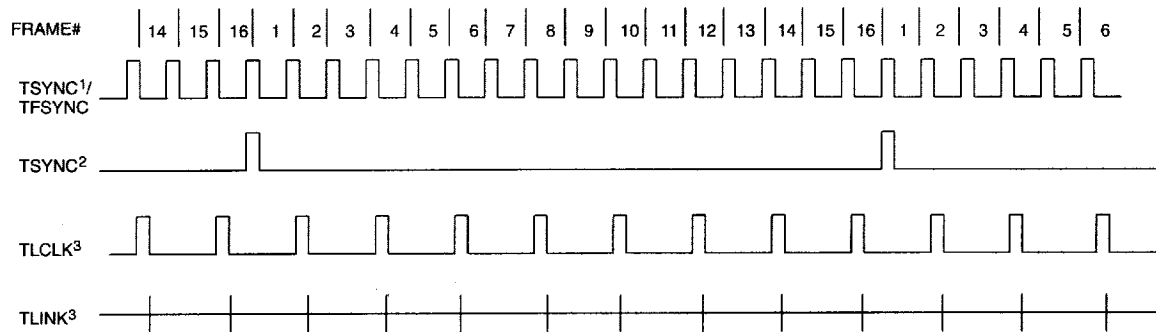 FRAME# 14 15 16 1 2 3 4 5 6 7 8 9 10 11 12 13 14 15 16 1 2 3 4 5 6
TSYNC1/
TFSYNC
TSYNC2
TLCLK3
TLINK3